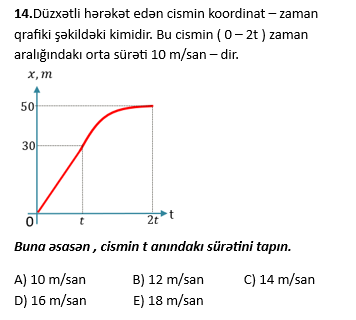 14.Düzxətli hərəkət edən cismin koordinat – zaman
qrafiki şəkildəki kimidir. Bu cismin ( 0 – 2t ) zaman
aralığındakı orta sürəti 10 m/san – dir.
x, m
50
30
0
t
2t
t
Buna əsasən , cismin t anındakı sürətini tapın.
A) 10 m/san B) 12 m/san C) 14 m/san
D) 16 m/san E) 18 m/san